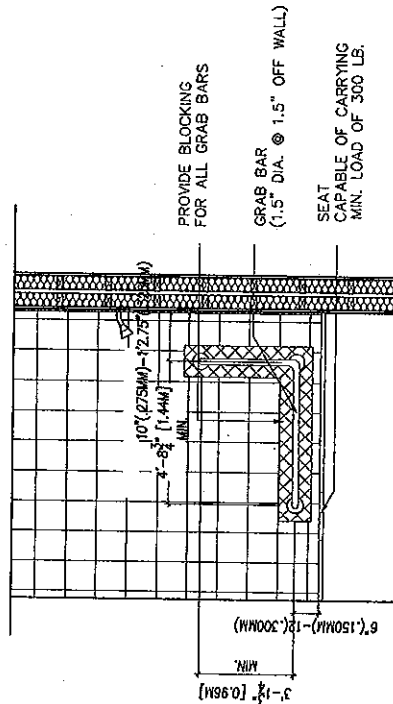 PROVIDE BLOCKING
FOR ALL GRAB BARS
GRAB BAR
(1.5" DIA. @ 1.5" OFF WALL)
SEAT
CAPABLE OF CARRYING
MIN. LOAD OF 300 LB.
10"(.275MM)-1'2.75"
4'-8¾" [1.44M]
MIN.
MIN.
3'-1¾" [0.96M]
6"(.150MM)-12(.300MM)